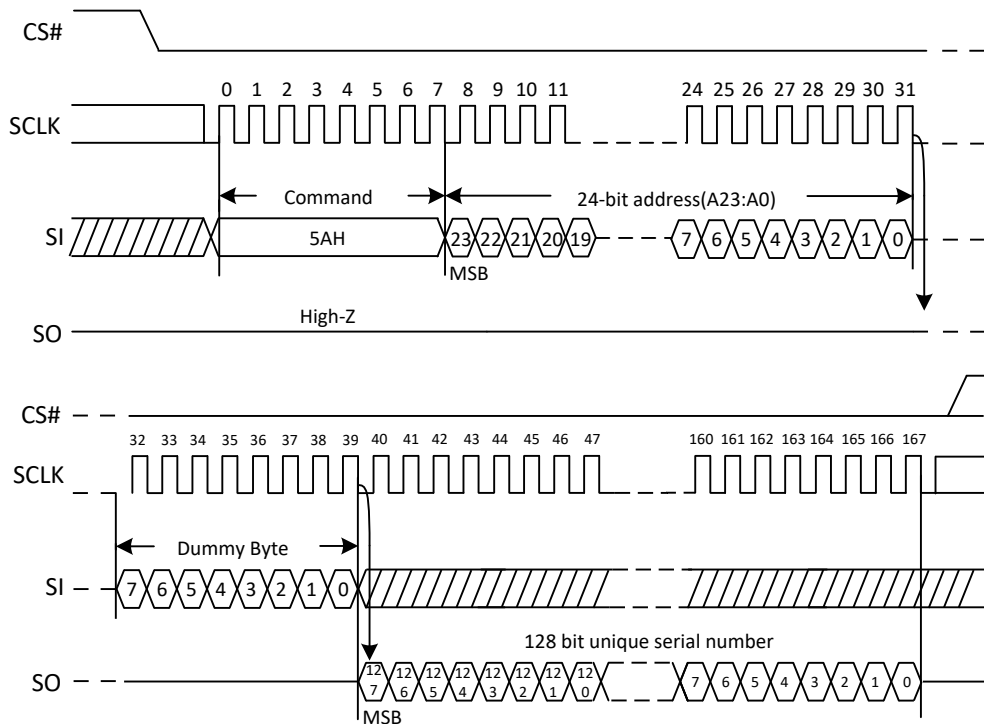 CS#
0 1 2 3 4 5 6 7 8 9 10 11 24 25 26 27 28 29 30 31
SCLK
Command 24-bit address(A23:A0)
SI 5AH 23 22 21 20 19 7 6 5 4 3 2 1 0
MSB
High-Z
SO
CS#
32 33 34 35 36 37 38 39 40 41 42 43 44 45 46 47 160 161 162 163 164 165 166 167
SCLK
Dummy Byte
SI 7 6 5 4 3 2 1 0
128 bit unique serial number
SO 127 126 125 124 123 122 121 120 7 6 5 4 3 2 1 0
MSB